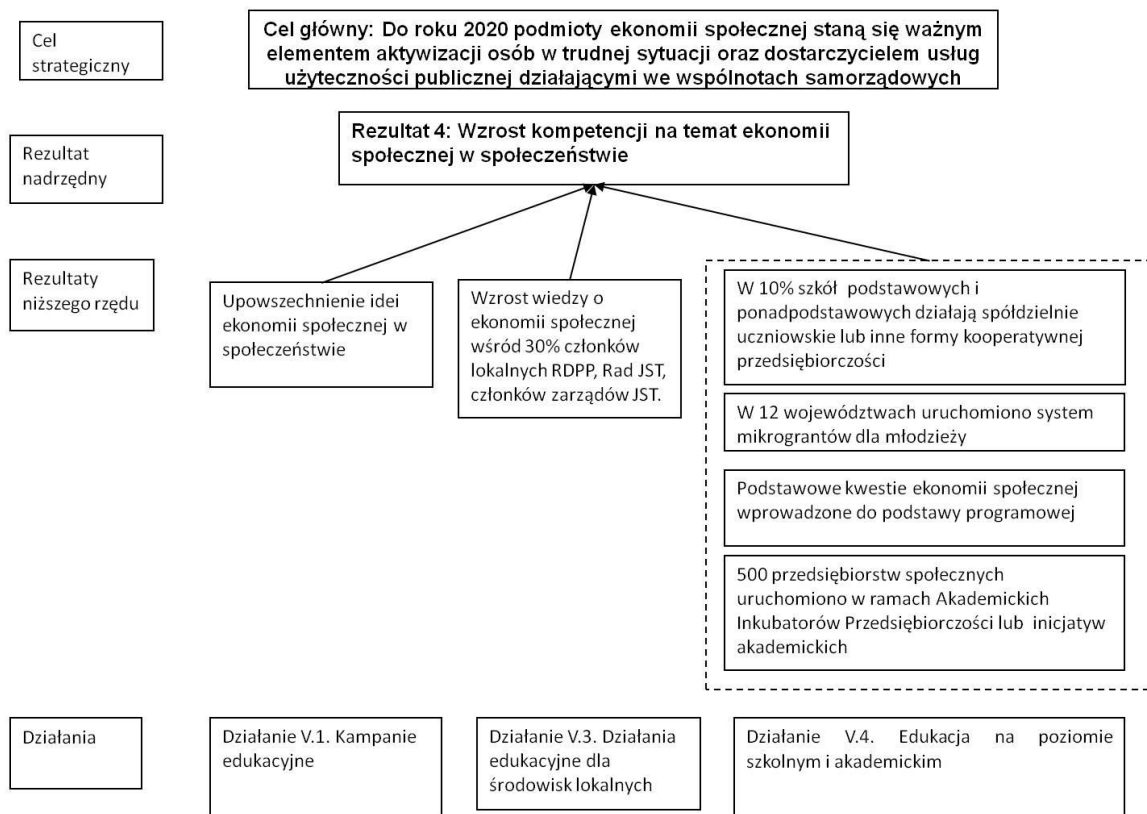 Cel
strategiczny
Cel główny: Do roku 2020 podmioty ekonomii społecznej staną się ważnym
elementem aktywizacji osób w trudnej sytuacji oraz dostarczycielem usług
użyteczności publicznej działającymi we wspólnotach samorządowych
Rezultat
nadrzędny
Rezultat 4: Wzrost kompetencji na temat ekonomii
społecznej w społeczeństwie
Rezultaty
niższego rzędu
Upowszechnienie idei
ekonomii społecznej w
społeczeństwie
Wzrost wiedzy o
ekonomii społecznej
wśród 30% członków
lokalnych RDPP, Rad JST,
członków zarządów JST.
W 10% szkół podstawowych i
ponadpodstawowych działają spółdzielnie
uczniowskie lub inne formy kooperatywnej
przedsiębiorczości
W 12 województwach uruchomiono system
mikrograntów dla młodzieży
Podstawowe kwestie ekonomii społecznej
wprowadzone do podstawy programowej
500 przedsiębiorstw społecznych
uruchomiono w ramach Akademickich
Inkubatorów Przedsiębiorczości lub inicjatyw
akademickich
Działania
Działanie V.1. Kampanie
edukacyjne
Działanie V.3. Działania
edukacyjne dla
środowisk lokalnych
Działanie V.4. Edukacja na poziomie
szkolnym i akademickim